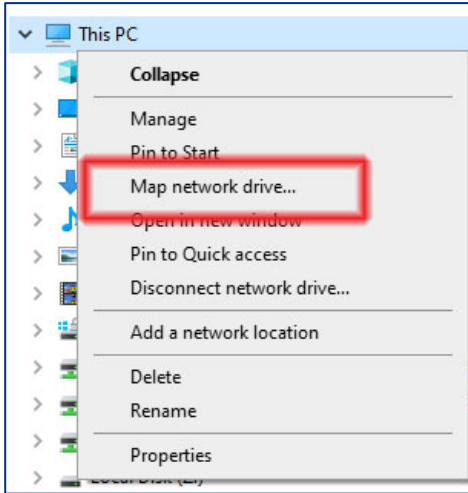 This PC
Collapse
Manage
Pin to Start
Map network drive...
Open in new window
Pin to Quick access
Disconnect network drive...
Add a network location
Delete
Rename
Properties